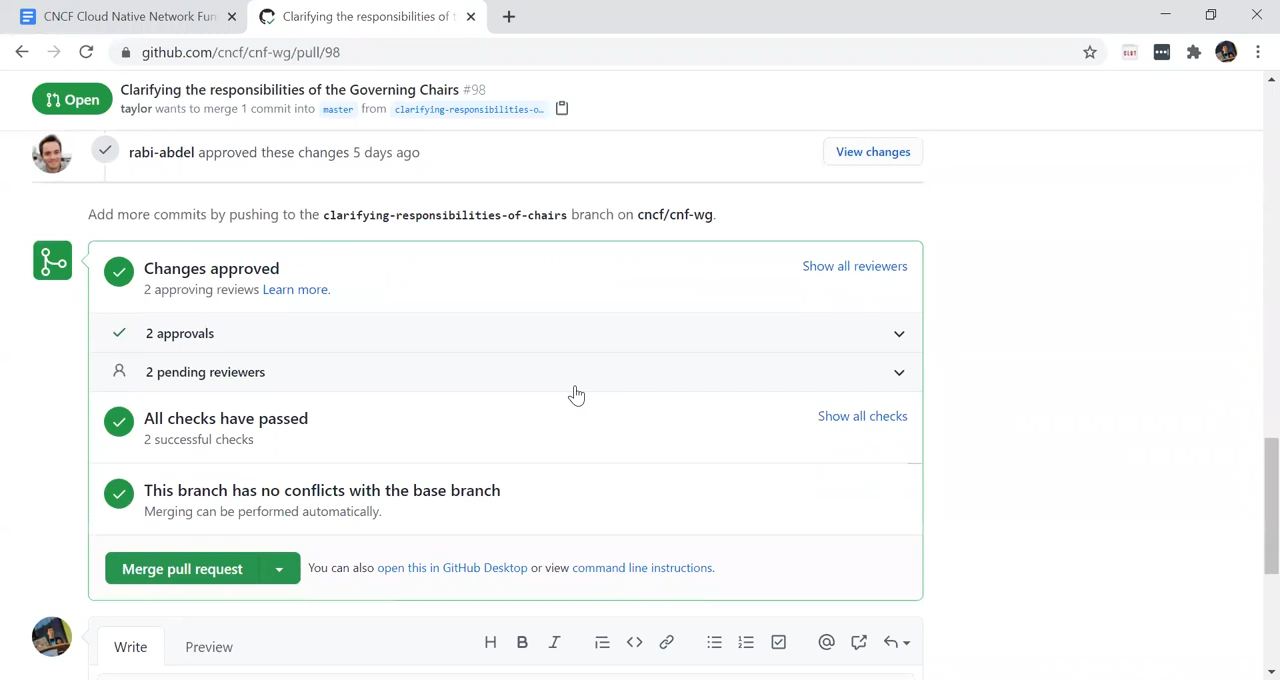 CNCF Cloud Native Network Fun
Clarifying the responsibilities of t
github.com/cncf/cnf-wg/pull/98
Open
Clarifying the responsibilities of the Governing Chairs #98
taylor wants to merge 1 commit into master from clarifying-responsibilities-o…
rabi-abdel approved these changes 5 days ago
View changes
Add more commits by pushing to the clarifying-responsibilities-of-chairs branch on cncf/cnf-wg.
Changes approved
Show all reviewers
2 approving reviews Learn more.
2 approvals
2 pending reviewers
All checks have passed
Show all checks
2 successful checks
This branch has no conflicts with the base branch
Merging can be performed automatically.
Merge pull request
You can also open this in GitHub Desktop or view command line instructions.
Write
Preview
H B I